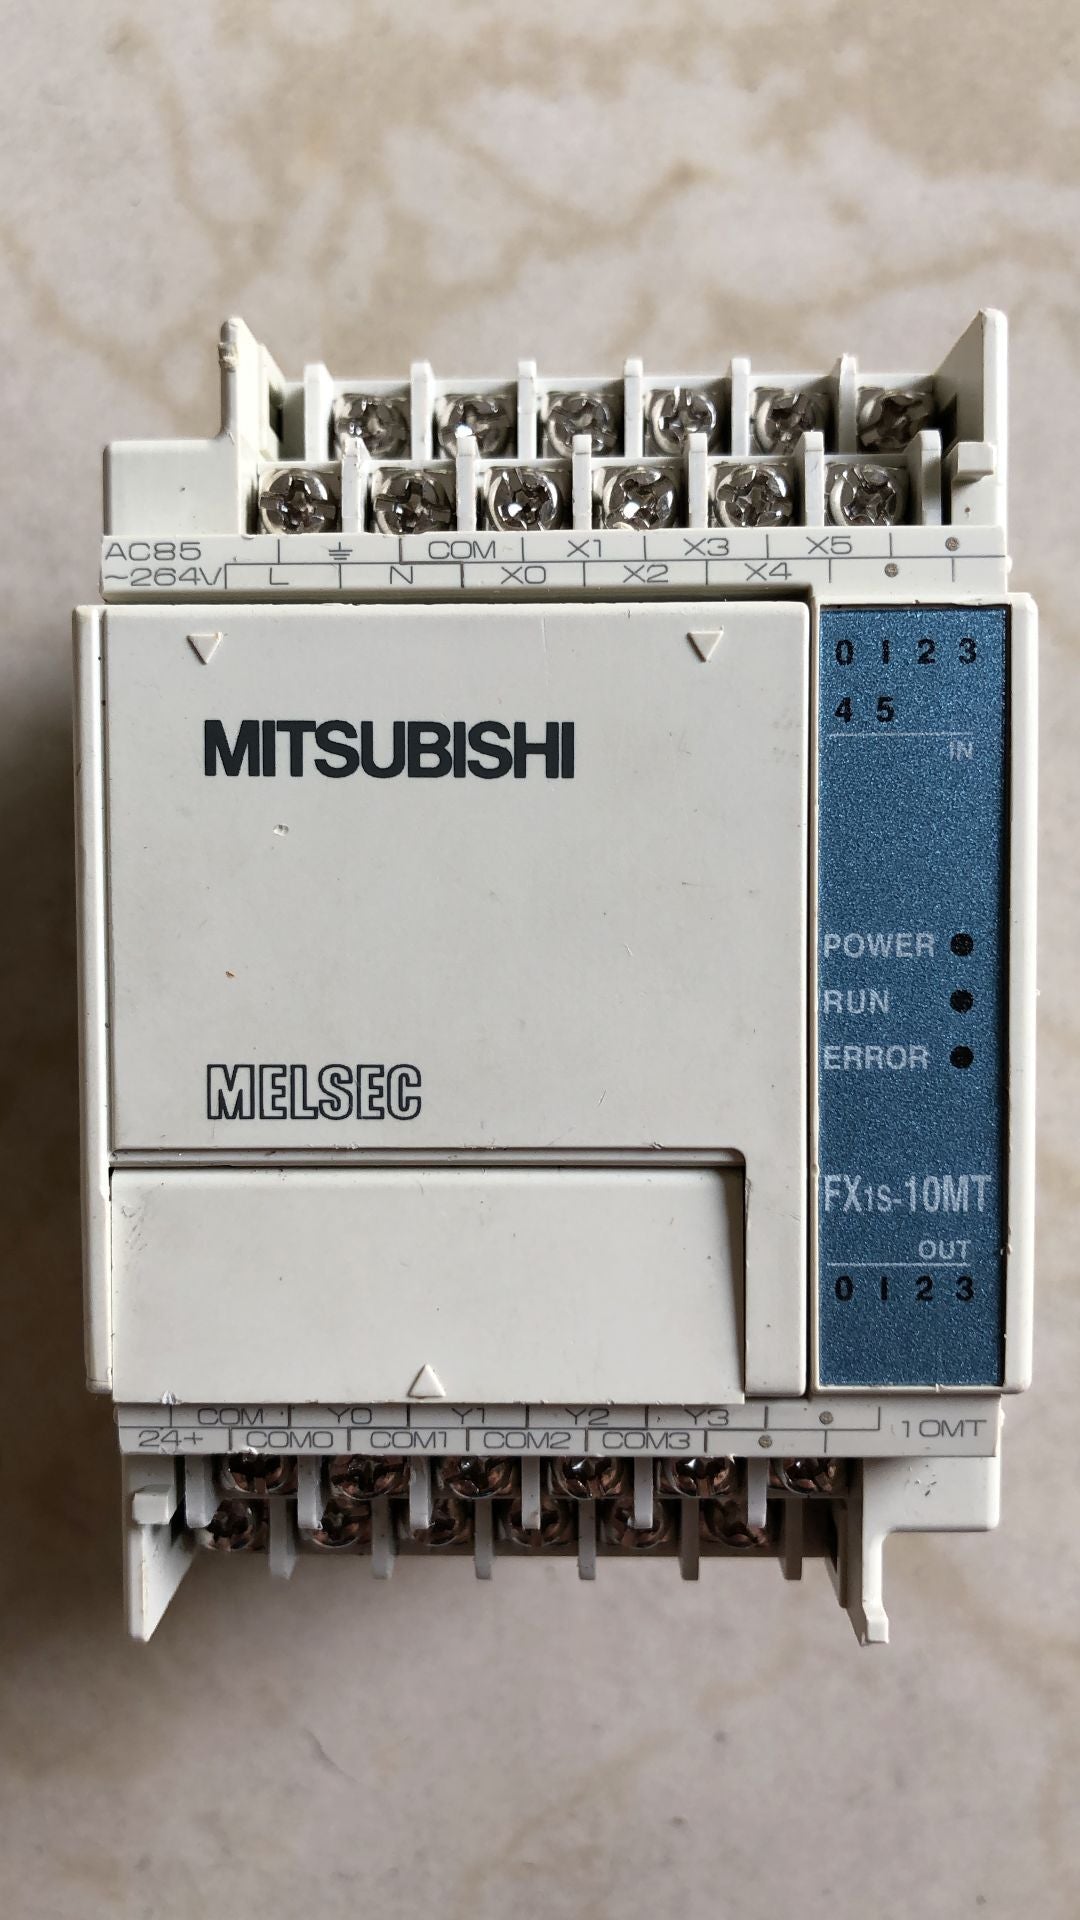 AC85 ⏚ COM X1 X3 X5
~264V L N X0 X2 X4
0 1 2 3
4 5
IN
MITSUBISHI
POWER
RUN
ERROR
MELSEC
FX1S-10MT
OUT
0 1 2 3
COM Y0 Y1 Y2 Y3
24+ COM0 COM1 COM2 COM3 10MT